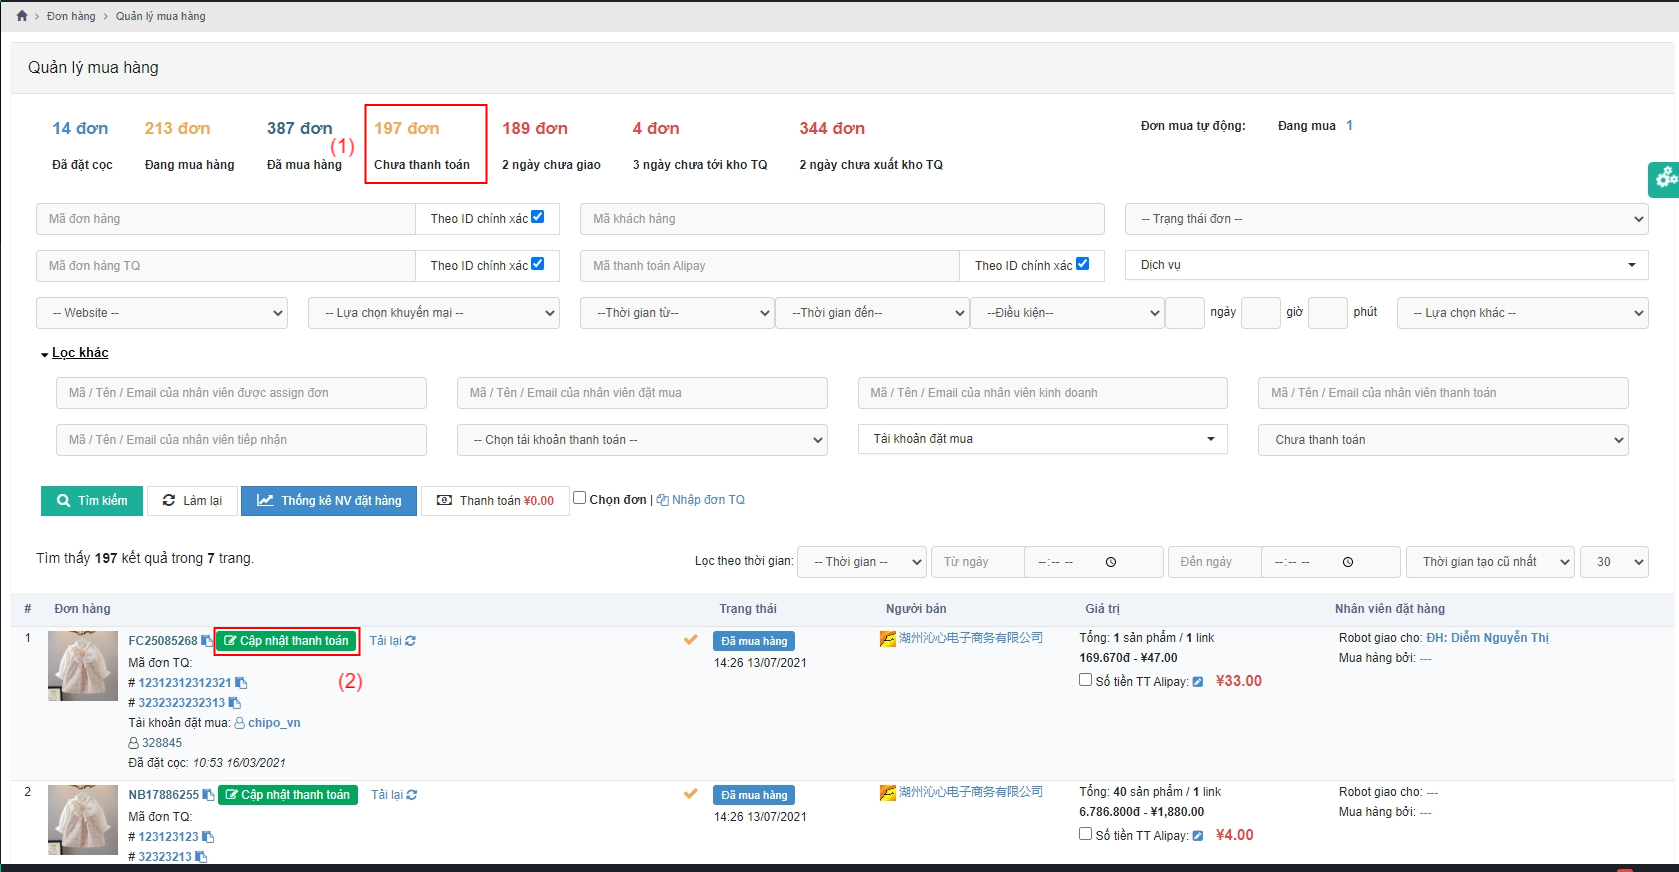 Đơn hàng > Quản lý mua hàng
Quản lý mua hàng
14 đơn 213 đơn 387 đơn 197 đơn 189 đơn 4 đơn 344 đơn
Đơn mua tự động: Đang mua 1
(1)
Đã đặt cọc Đang mua hàng Đã mua hàng Chưa thanh toán 2 ngày chưa giao 3 ngày chưa tới kho TQ 2 ngày chưa xuất kho TQ
Mã đơn hàng Theo ID chính xác Mã khách hàng -- Trạng thái đơn --
Mã đơn hàng TQ Theo ID chính xác Mã thanh toán Alipay Theo ID chính xác Dịch vụ
-- Website -- -- Lựa chọn khuyến mại -- --Thời gian từ-- --Thời gian đến-- --Điều kiện-- ngày giờ phút -- Lựa chọn khác --
Lọc khác
Mã / Tên / Email của nhân viên được assign đơn Mã / Tên / Email của nhân viên đặt mua Mã / Tên / Email của nhân viên kinh doanh Mã / Tên / Email của nhân viên thanh toán
Mã / Tên / Email của nhân viên tiếp nhận -- Chọn tài khoản thanh toán -- Tài khoản đặt mua Chưa thanh toán
Tìm kiếm Làm lại Thống kê NV đặt hàng Thanh toán ¥0.00 Chọn đơn | Nhập đơn TQ
Tìm thấy 197 kết quả trong 7 trang. Lọc theo thời gian: -- Thời gian -- Từ ngày --:-- -- Đến ngày --:-- -- Thời gian tạo cũ nhất 30
# Đơn hàng Trạng thái Người bán Giá trị Nhân viên đặt hàng
1 FC25085268 Cập nhật thanh toán Tải lại Đã mua hàng 湖州沁心电子商务有限公司 Tổng: 1 sản phẩm / 1 link Robot giao cho: ĐH: Diễm Nguyễn Thị
Mã đơn TQ: 14:26 13/07/2021 169.670đ - ¥47.00 Mua hàng bởi: ---
# 12312312312321 (2) Số tiền TT Alipay: ¥33.00
# 3232323232313
Tài khoản đặt mua: chipo_vn
328845
Đã đặt cọc: 10:53 16/03/2021
2 NB17886255 Cập nhật thanh toán Tải lại Đã mua hàng 湖州沁心电子商务有限公司 Tổng: 40 sản phẩm / 1 link Robot giao cho: ---
Mã đơn TQ: 14:26 13/07/2021 6.786.800đ - ¥1,880.00 Mua hàng bởi: ---
# 123123123 Số tiền TT Alipay: ¥4.00
# 32323213